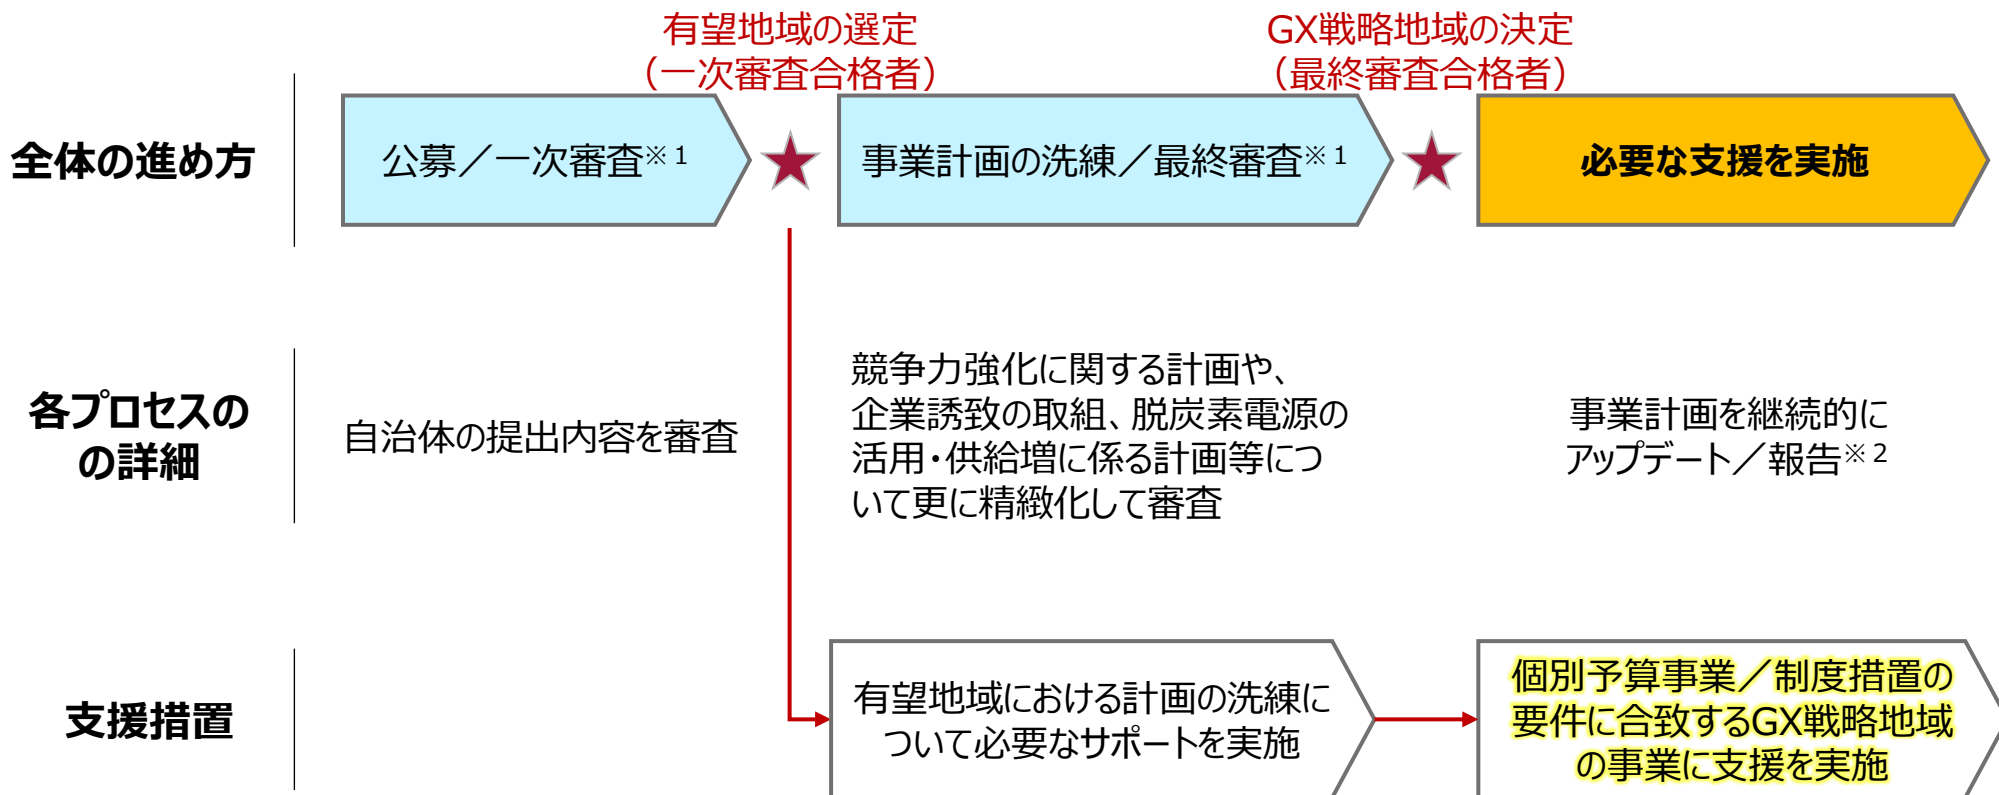 有望地域の選定
（一次審査合格者）
GX戦略地域の決定
（最終審査合格者）
全体の進め方
公募／一次審査※１
事業計画の洗練／最終審査※１
必要な支援を実施
各プロセスの
の詳細
自治体の提出内容を審査
競争力強化に関する計画や、
企業誘致の取組、脱炭素電源の
活用・供給増に係る計画等につ
いて更に精緻化して審査
事業計画を継続的に
アップデート／報告※２
支援措置
有望地域における計画の洗練に
ついて必要なサポートを実施
個別予算事業／制度措置の
要件に合致するGX戦略地域
の事業に支援を実施